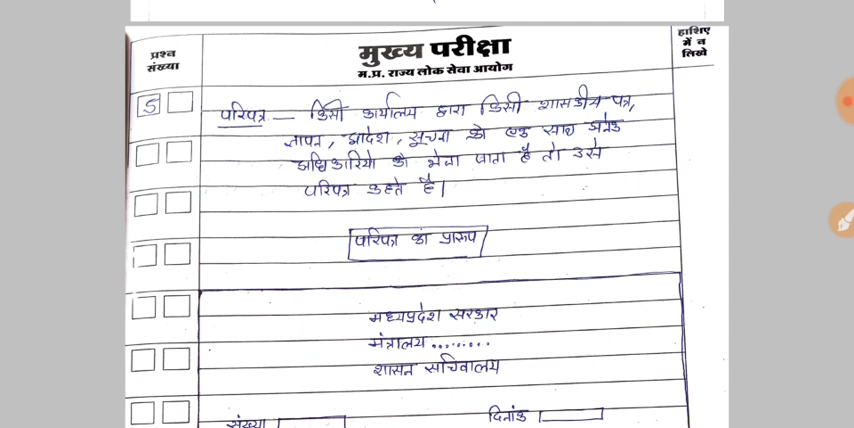 प्रश्न
संख्या
मुख्य परीक्षा
म.प्र. राज्य लोक सेवा आयोग
हाशिए
में न
लिखे
5
परिपत्र — किसी कार्यालय द्वारा किसी शासकीय पत्र,
ज्ञापन, आदेश, सूचना को एक साथ अनेक
अधिकारियो को भेजा जाता है तो उसे
परिपत्र कहते है।
परिपत्र का प्रारूप
मध्यप्रदेश सरकार
मंत्रालय .........
शासन सचिवालय
संख्या
दिनांक